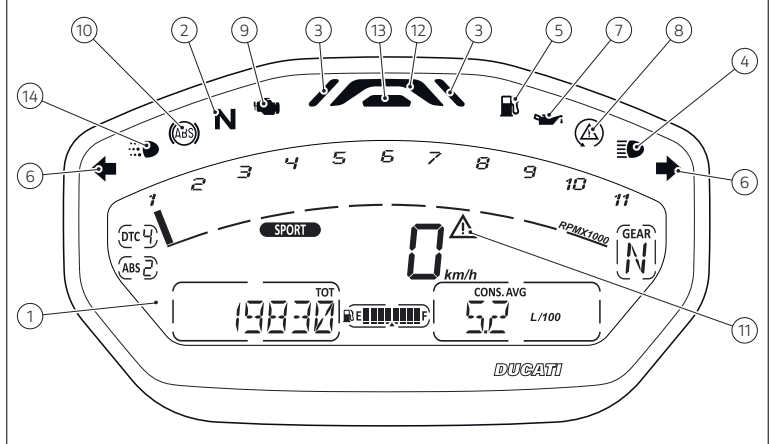 10 2 9 3 13 12 3 5 7 8
14 4
ABS N
6 6
1 2 3 4 5 6 7 8 9 10 11
RPMX1000
DTC 4 SPORT 0 km/h GEAR N
ABS 2
1 11
TOT CONS. AVG
19830 E F 5.2 L/100
DUCATI